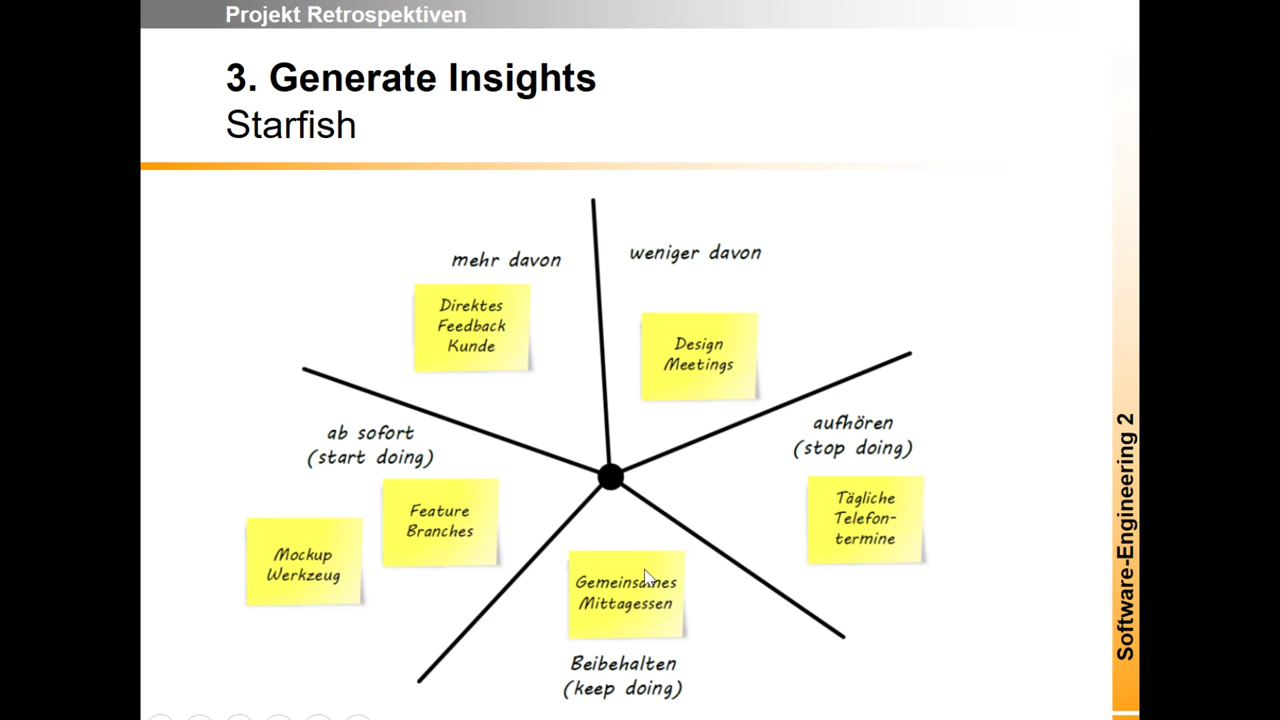 Projekt Retrospektiven
3. Generate Insights
Starfish
mehr davon
Direktes
Feedback
Kunde
weniger davon
Design
Meetings
ab sofort
(start doing)
Feature
Branches
Mockup
Werkzeug
aufhören
(stop doing)
Tägliche
Telefon-
termine
Gemeinsames
Mittagessen
Beibehalten
(keep doing)
Software-Engineering 2